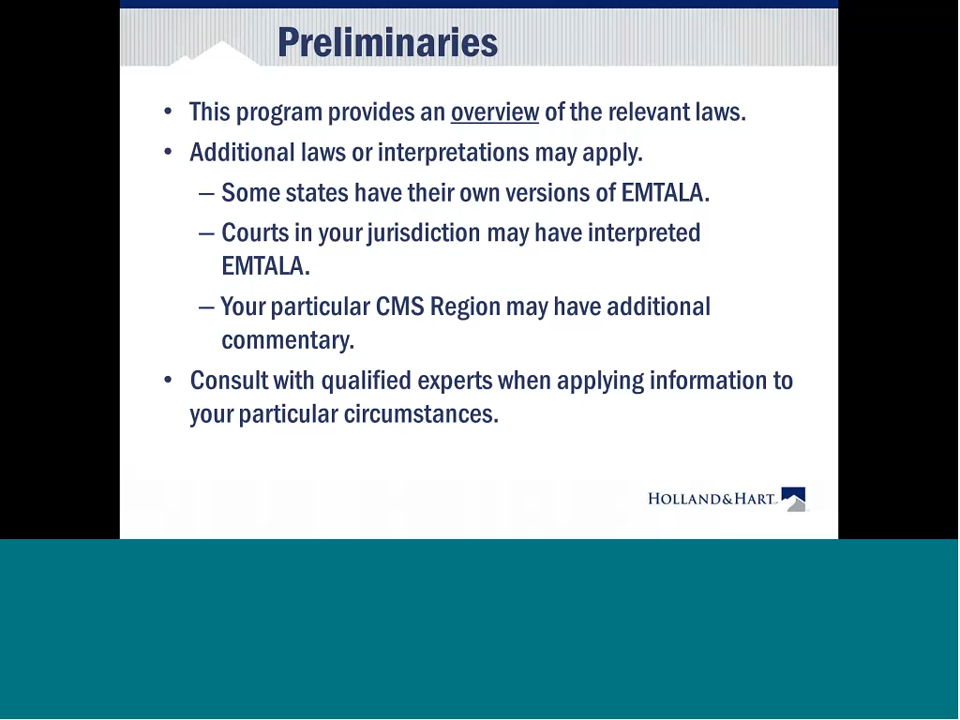 Preliminaries
• This program provides an overview of the relevant laws.
• Additional laws or interpretations may apply.
– Some states have their own versions of EMTALA.
– Courts in your jurisdiction may have interpreted
EMTALA.
– Your particular CMS Region may have additional
commentary.
• Consult with qualified experts when applying information to
your particular circumstances.
HOLLAND&HART